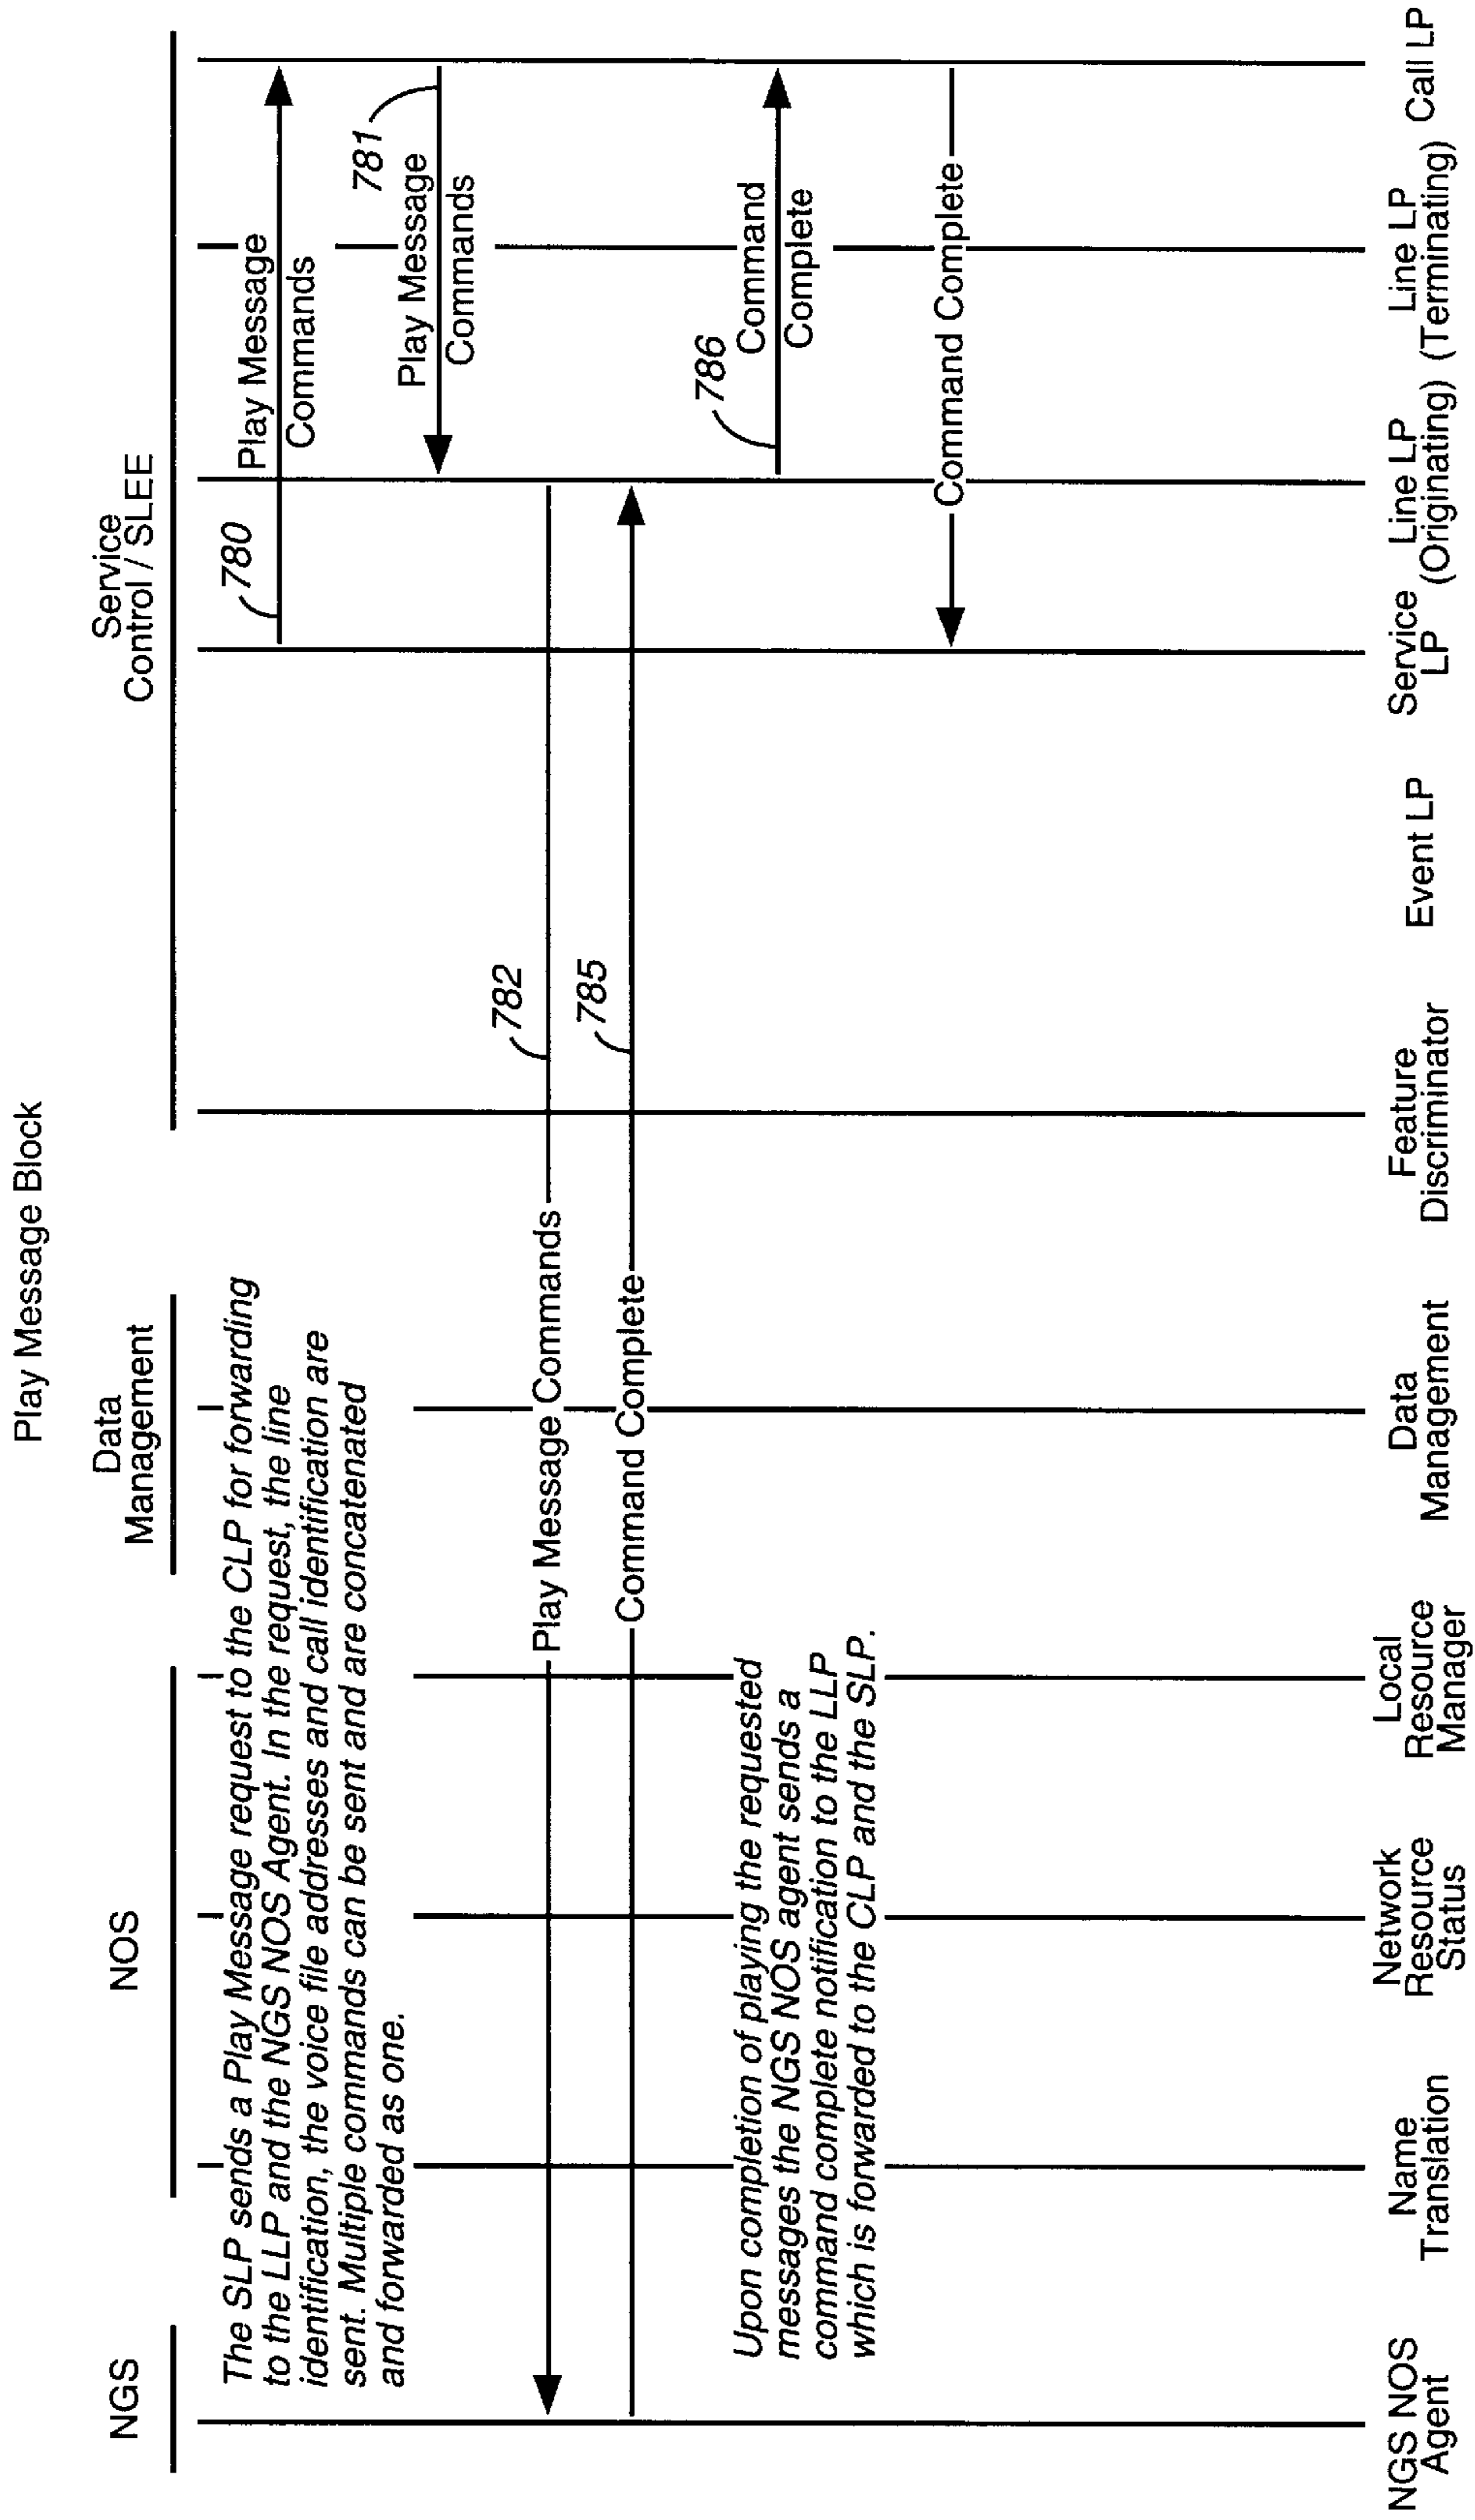 Play Message Block
NGS
NOS
Data
Management
Service
Control / SLEE
The SLP sends a Play Message request to the CLP for forwarding
to the LLP and the NGS NOS Agent. In the request, the line
identification, the voice file addresses and call identification are
sent. Multiple commands can be sent and are concatenated
and forwarded as one.
780
Play Message
Commands
781
Play Message
Commands
782
Play Message Commands
785
Command Complete
Upon completion of playing the requested
messages the NGS NOS agent sends a
command complete notification to the LLP
which is forwarded to the CLP and the SLP.
786
Command
Complete
Command Complete
NGS NOS
Agent
Name
Translation
Network
Resource
Status
Local
Resource
Manager
Data
Management
Feature
Discriminator
Event LP
Service
LP
Line LP
(Originating)
Line LP
(Terminating)
Call LP